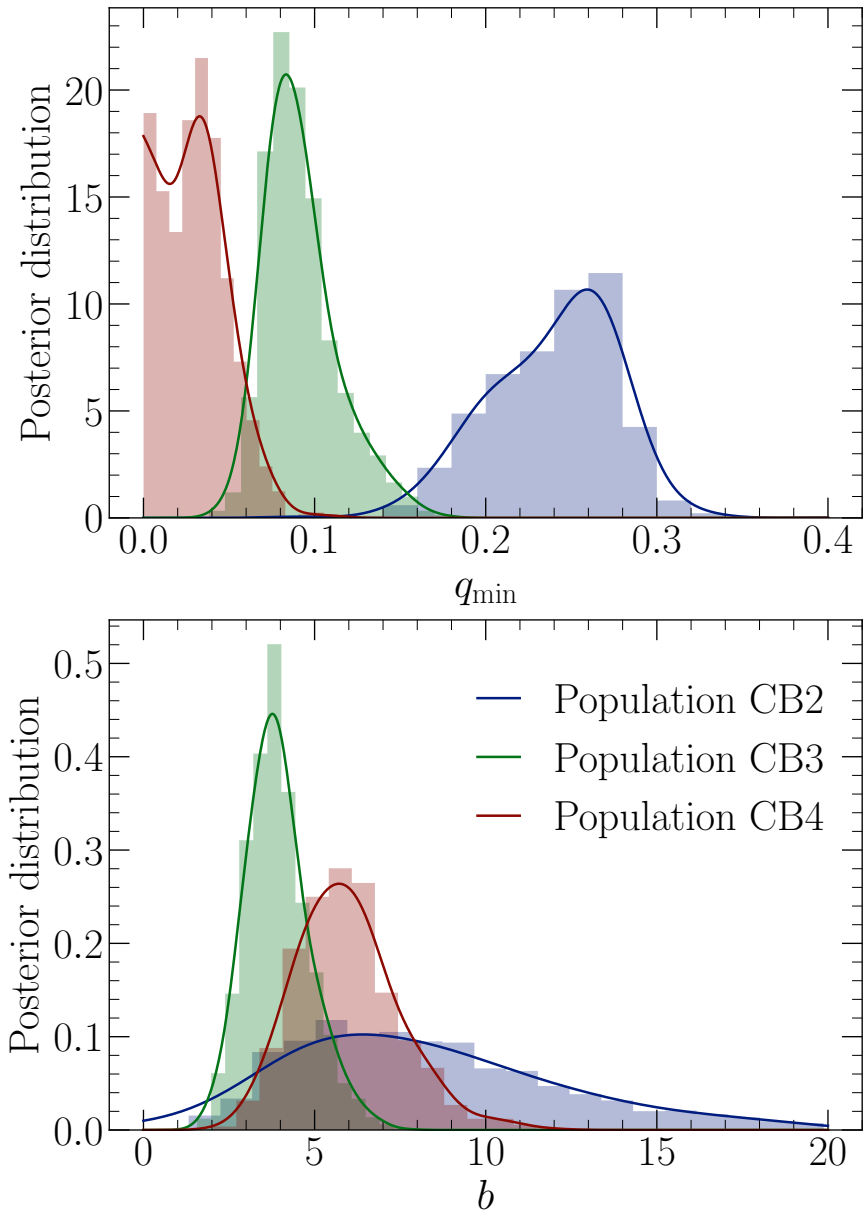 Posterior distribution
20
15
10
5
0
0.0 0.1 0.2 0.3 0.4
q_min
Posterior distribution
0.5
0.4
0.3
0.2
0.1
0.0
Population CB2
Population CB3
Population CB4
0 5 10 15 20
b